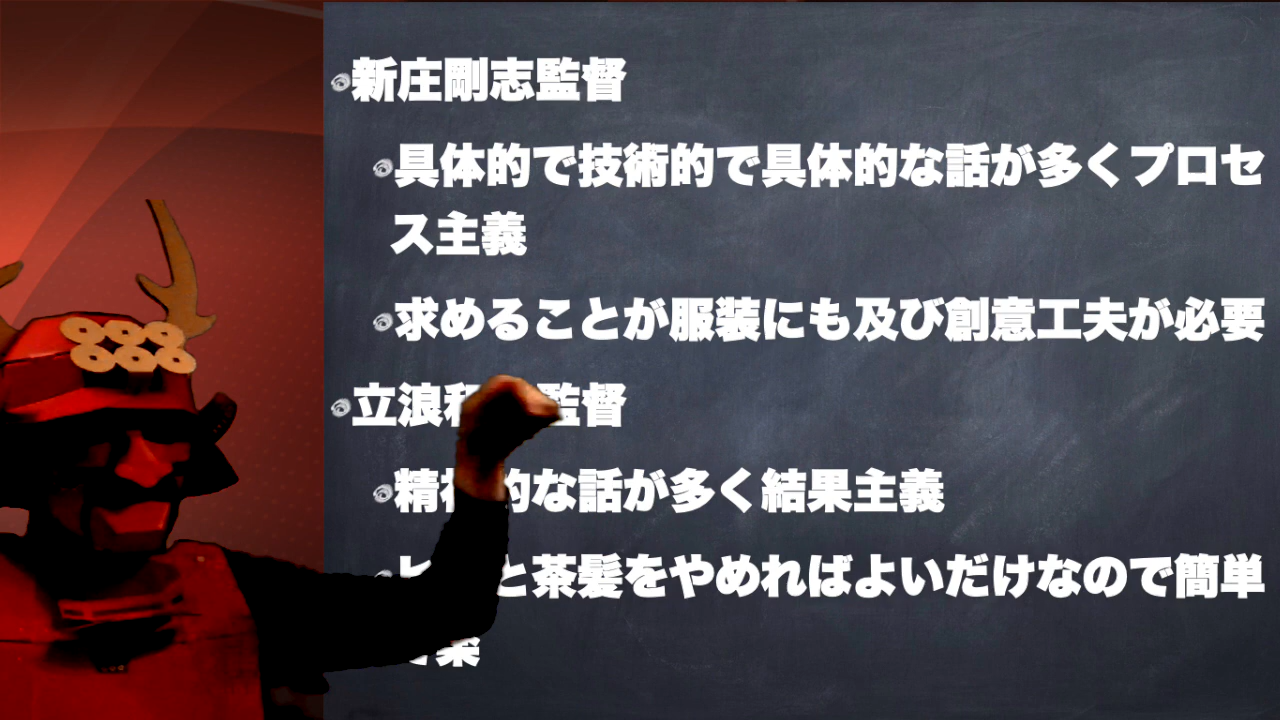 新庄剛志監督
具体的で技術的で具体的な話が多くプロセ
ス主義
求めることが服装にも及び創意工夫が必要
立浪 監督
精 的な話が多く結果主義
と茶髪をやめればよいだけなので簡単
楽